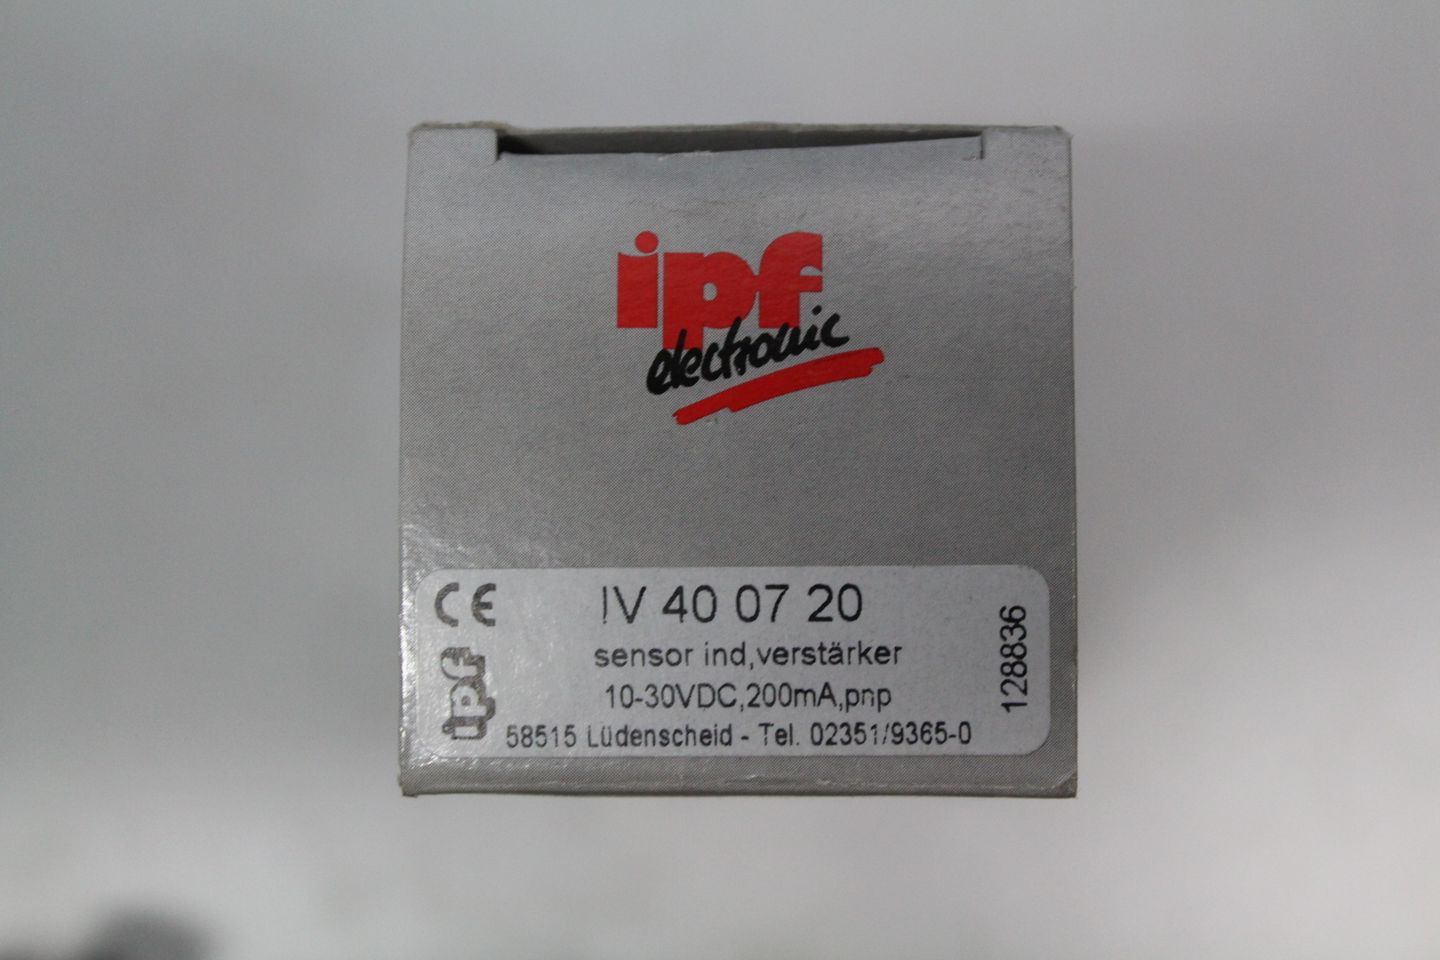 ipf
electronic
CE
IV 40 07 20
sensor ind,verstärker
10-30VDC,200mA,pnp
58515 Lüdenscheid - Tel. 02351/9365-0
ipf
128836